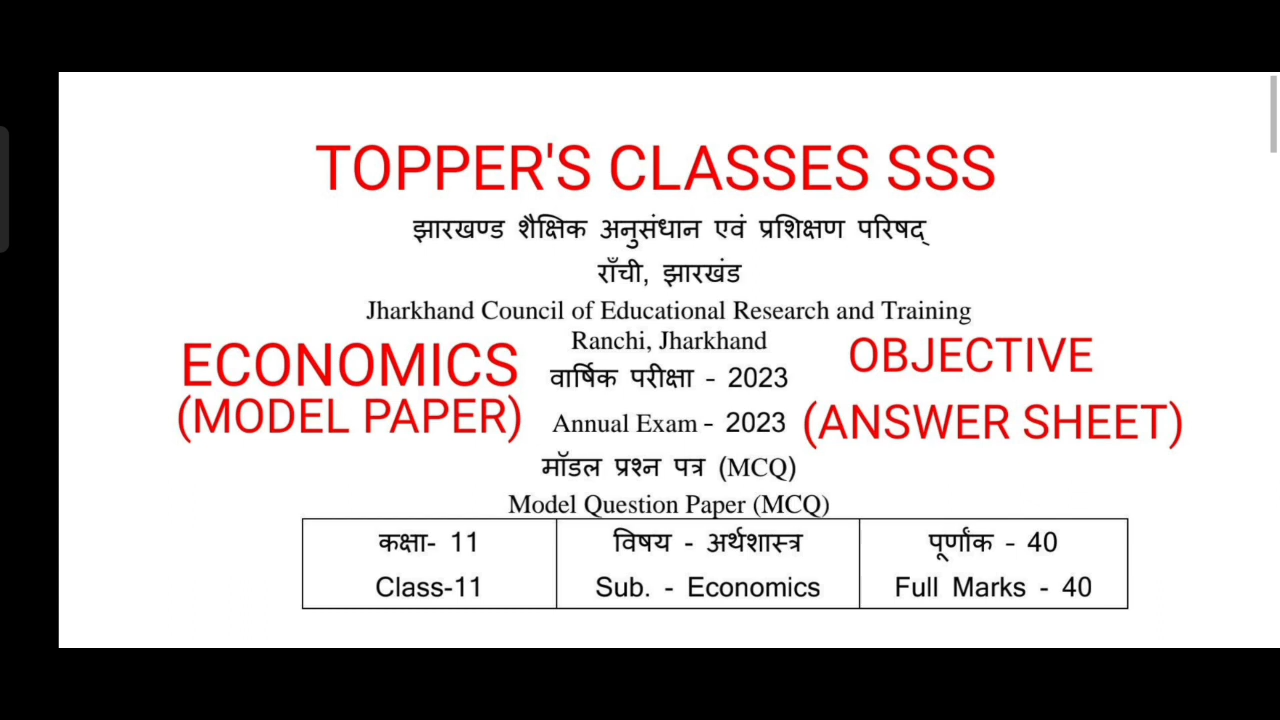 TOPPER'S CLASSES SSS
झारखण्ड शैक्षिक अनुसंधान एवं प्रशिक्षण परिषद्
राँची, झारखंड
Jharkhand Council of Educational Research and Training
Ranchi, Jharkhand
ECONOMICS
(MODEL PAPER)
वार्षिक परीक्षा - 2023
Annual Exam - 2023
OBJECTIVE
(ANSWER SHEET)
मॉडल प्रश्न पत्र (MCQ)
Model Question Paper (MCQ)
कक्षा- 11
Class-11
विषय - अर्थशास्त्र
Sub. - Economics
पूर्णांक - 40
Full Marks - 40